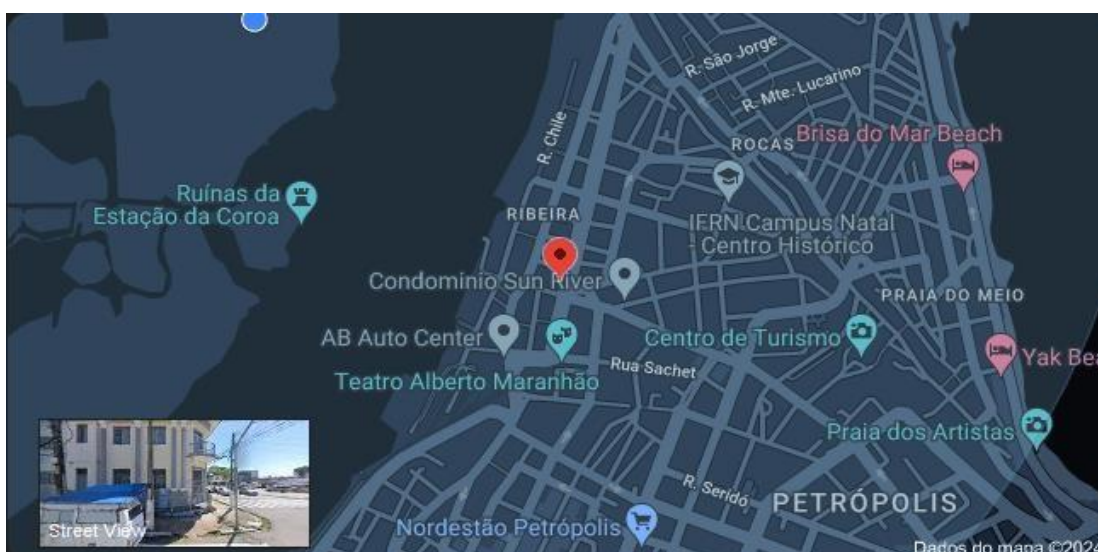 R. São Jorge
R. Mte. Lucarino
R. Chile
ROCAS
Brisa do Mar Beach
Ruínas da
Estação da Coroa
RIBEIRA
IFRN Campus Natal
- Centro Histórico
Condomínio Sun River
PRAIA DO MEIO
AB Auto Center
Centro de Turismo
Rua Sachet
Yak Bea
Teatro Alberto Maranhão
Praia dos Artistas
R. Seridó
PETRÓPOLIS
Street View
Nordestão Petrópolis
Dados do mapa ©2024